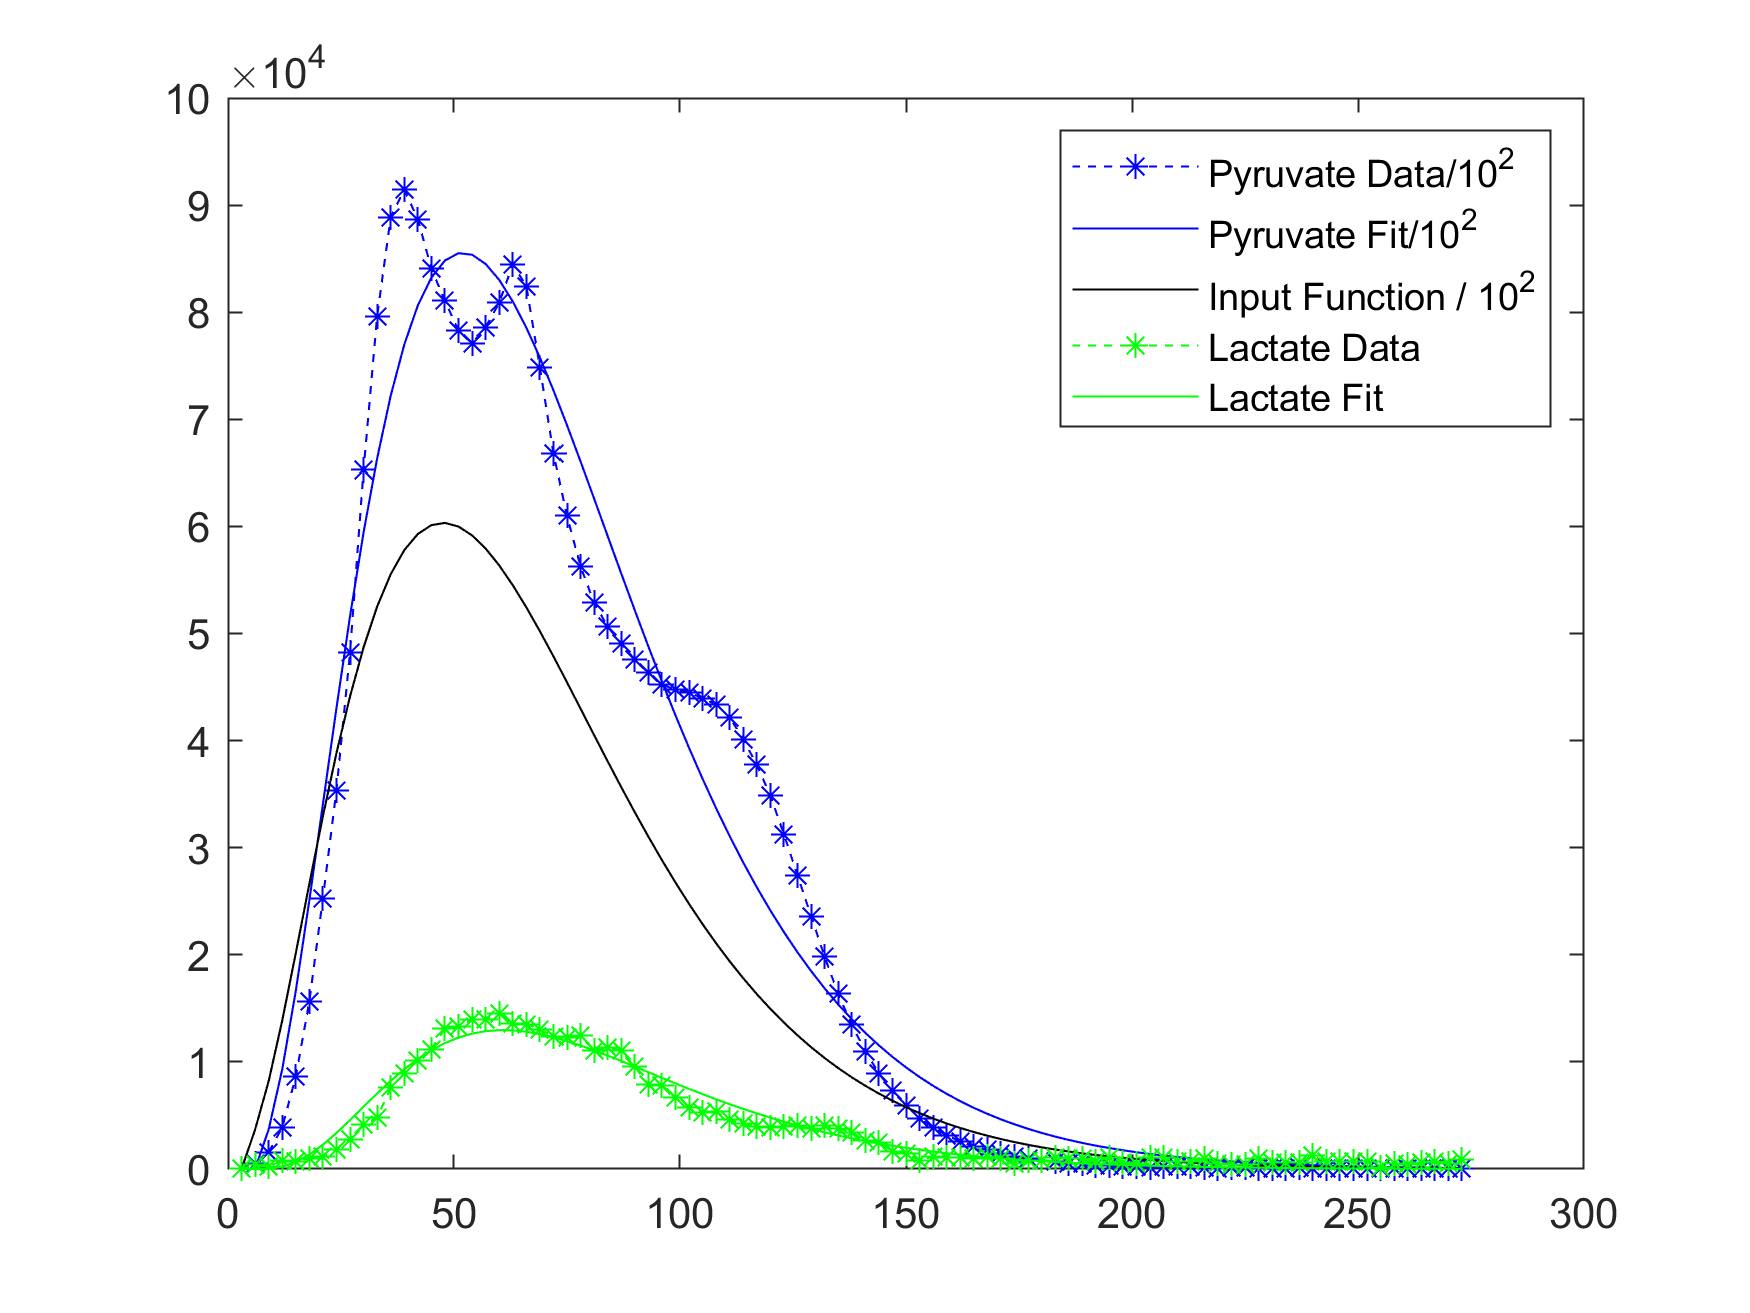 ×10^4
10
9
8
7
6
5
4
3
2
1
0
0 50 100 150 200 250 300
Pyruvate Data/10^2
Pyruvate Fit/10^2
Input Function / 10^2
Lactate Data
Lactate Fit